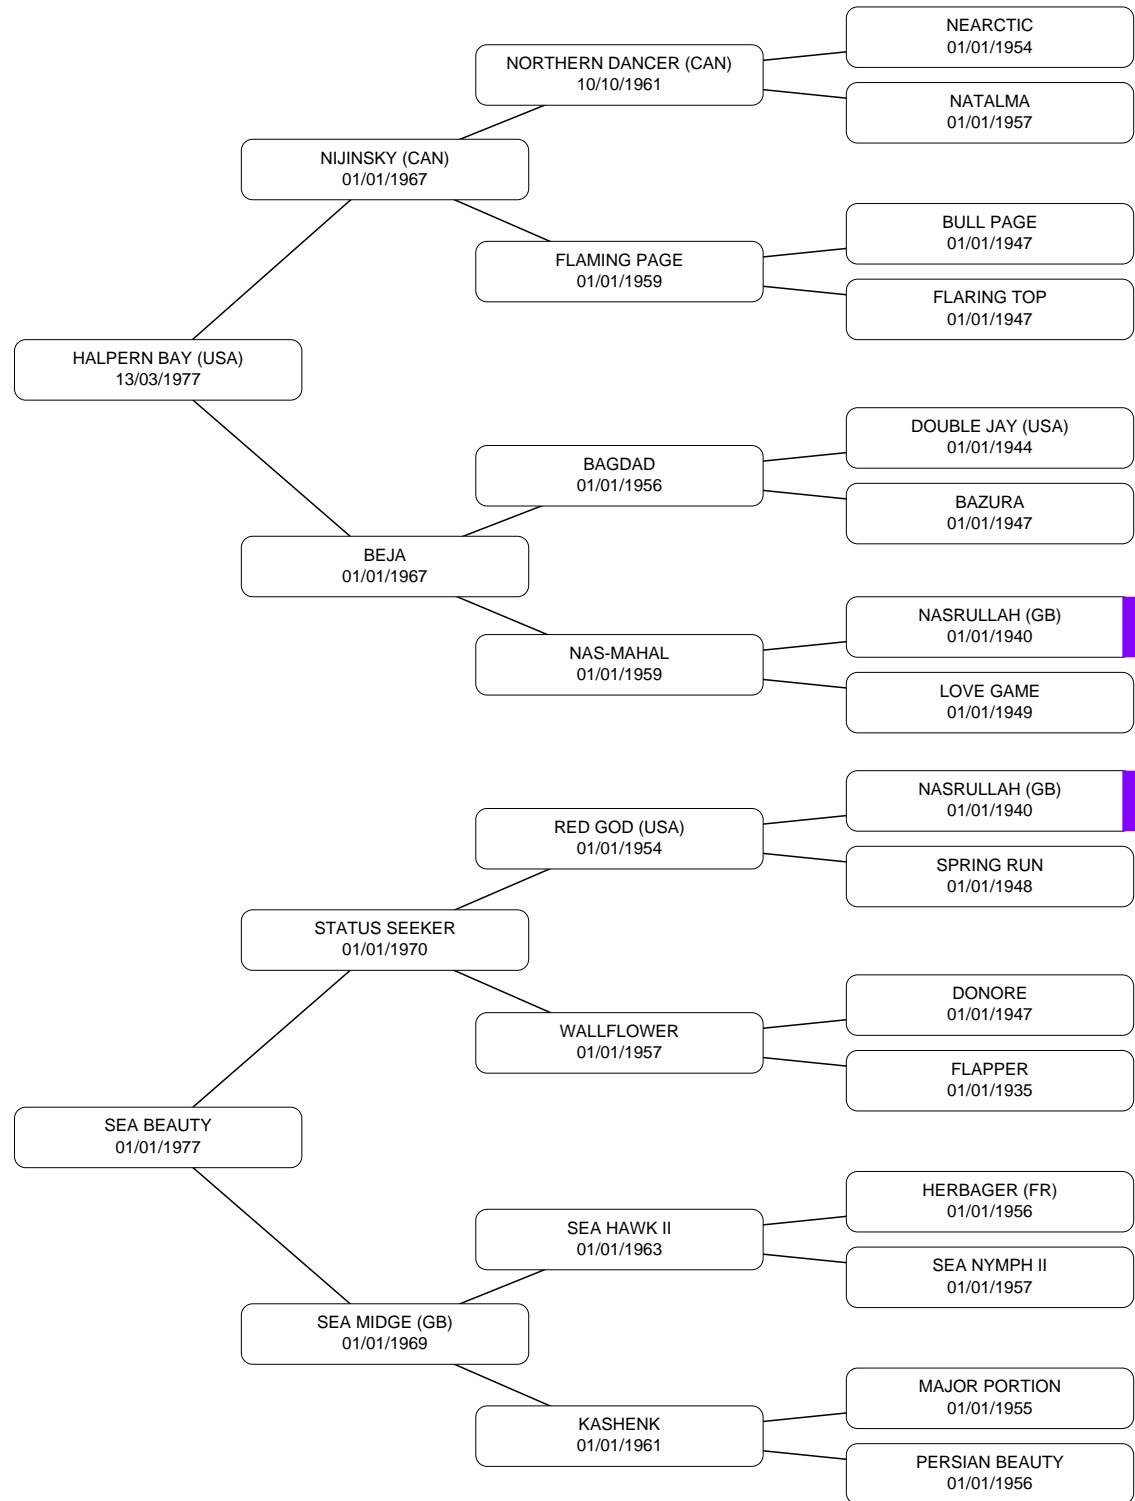 NEARCTIC
01/01/1954
NORTHERN DANCER (CAN)
10/10/1961
NATALMA
01/01/1957
NIJINSKY (CAN)
01/01/1967
BULL PAGE
01/01/1947
FLAMING PAGE
01/01/1959
FLARING TOP
01/01/1947
HALPERN BAY (USA)
13/03/1977
DOUBLE JAY (USA)
01/01/1944
BAGDAD
01/01/1956
BAZURA
01/01/1947
BEJA
01/01/1967
NASRULLAH (GB)
01/01/1940
NAS-MAHAL
01/01/1959
LOVE GAME
01/01/1949
NASRULLAH (GB)
01/01/1940
RED GOD (USA)
01/01/1954
SPRING RUN
01/01/1948
STATUS SEEKER
01/01/1970
DONORE
01/01/1947
WALLFLOWER
01/01/1957
FLAPPER
01/01/1935
SEA BEAUTY
01/01/1977
HERBAGER (FR)
01/01/1956
SEA HAWK II
01/01/1963
SEA NYMPH II
01/01/1957
SEA MIDGE (GB)
01/01/1969
MAJOR PORTION
01/01/1955
KASHENK
01/01/1961
PERSIAN BEAUTY
01/01/1956